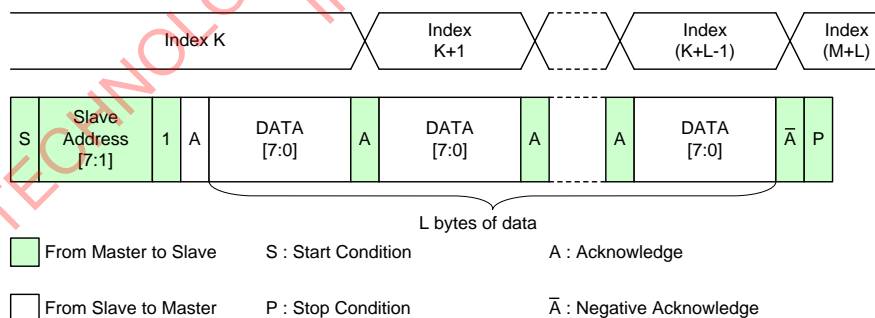 Index K
Index
K+1
Index
(K+L-1)
Index
(M+L)
S
Slave
Address
[7:1]
1
A
DATA
[7:0]
A
DATA
[7:0]
A
A
DATA
[7:0]
A̅
P
L bytes of data
From Master to Slave
S : Start Condition
A : Acknowledge
From Slave to Master
P : Stop Condition
A̅ : Negative Acknowledge
TECHNOLO